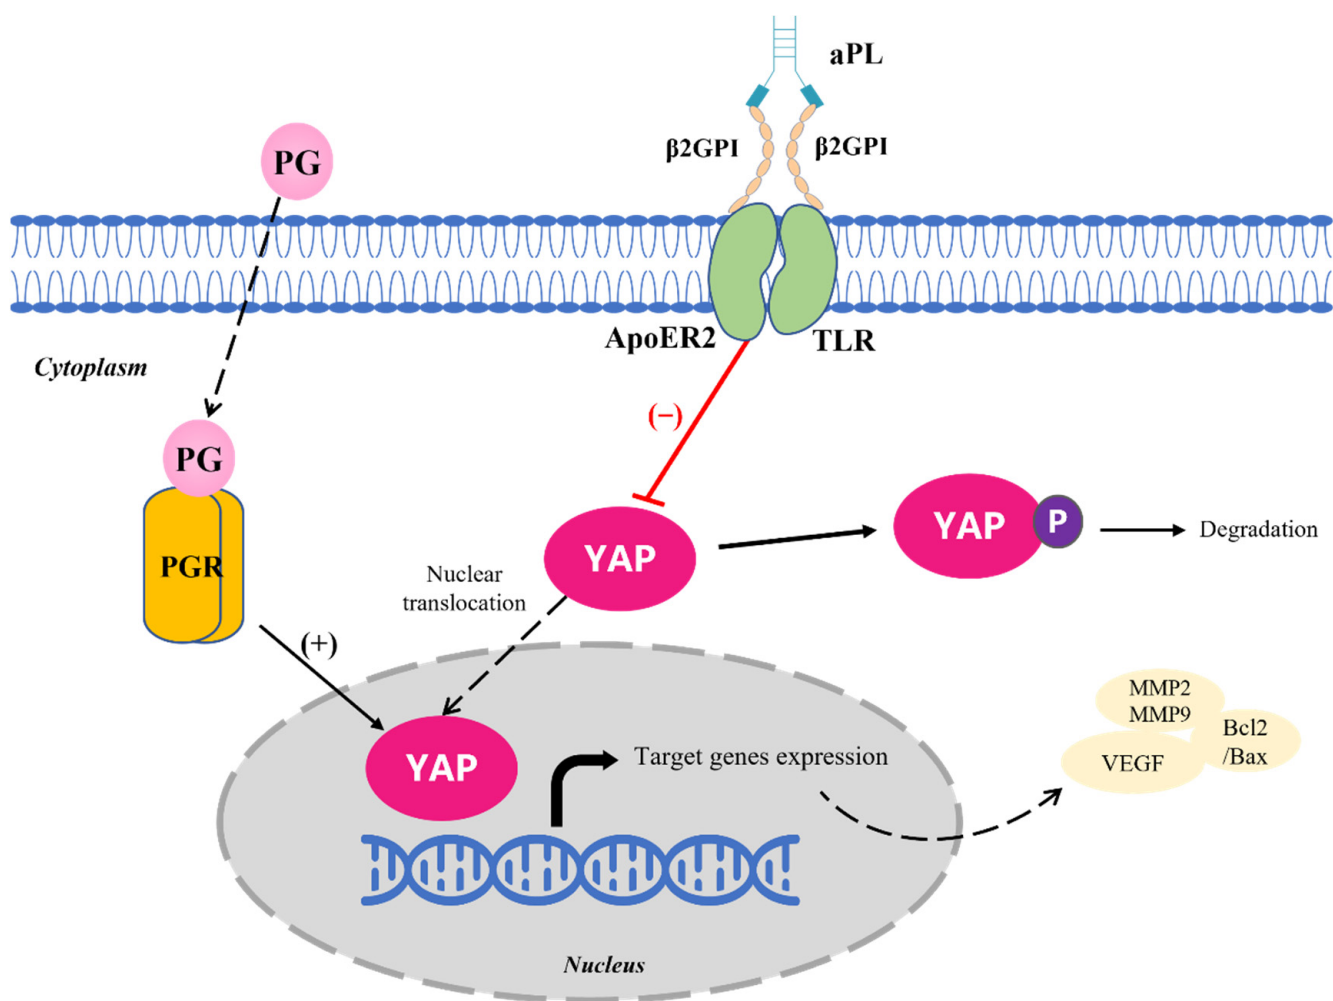 aPL
β2GPI
β2GPI
PG
ApoER2
TLR
Cytoplasm
(−)
PG
PGR
YAP
YAP
P
Degradation
Nuclear
translocation
(+)
YAP
Target genes expression
MMP2
MMP9
Bcl2
/Bax
VEGF
Nucleus